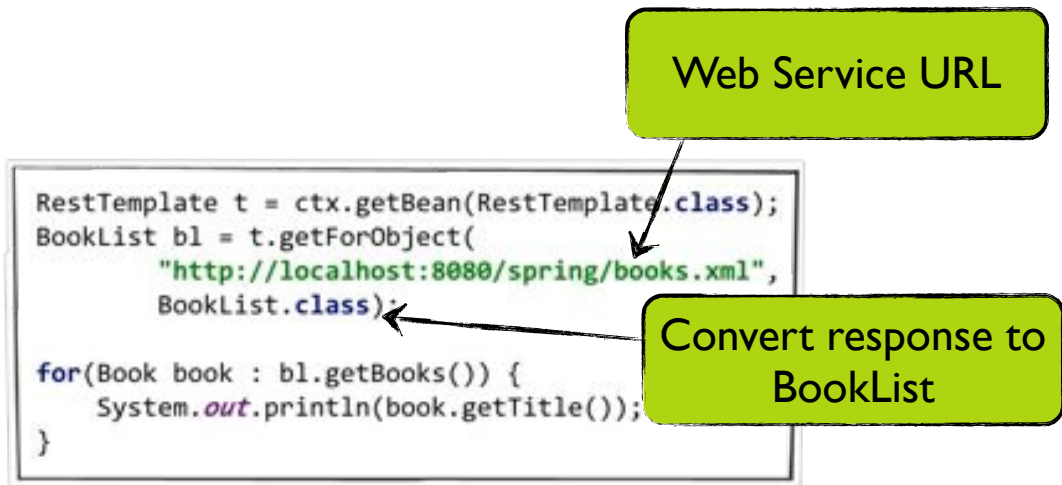 Web Service URL
RestTemplate t = ctx.getBean(RestTemplate.class);
BookList bl = t.getForObject(
"http://localhost:8080/spring/books.xml",
BookList.class);
Convert response to
BookList
for(Book book : bl.getBooks()) {
System.out.println(book.getTitle());
}